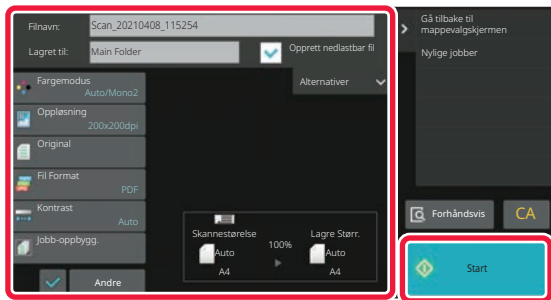 Filnavn:
Scan_20210408_115254
Lagret til:
Main Folder
Opprett nedlastbar fil
Fargemodus
Auto/Mono2
Alternativer
Oppløsning
200x200dpi
Original
Fil Format
PDF
Kontrast
Auto
Jobb-oppbygg.
Andre
Skannestørelse
100%
Lagre Størr.
Auto
Auto
A4
A4
Gå tilbake til
mappevalgskjermen
Nylige jobber
Forhåndsvis
CA
Start